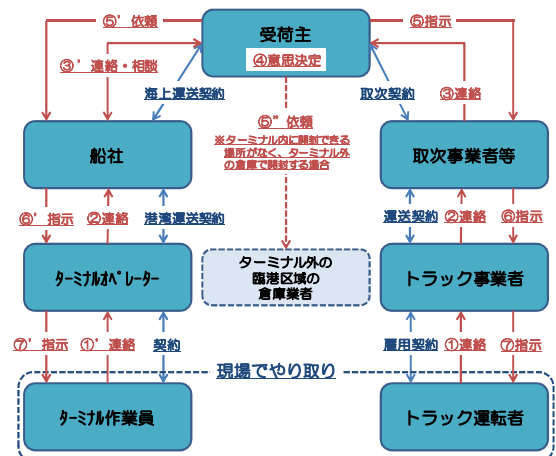 ⑤’依頼
受荷主
⑤指示
④意思決定
③’連絡・相談
③連絡
海上運送契約
取次契約
⑤”依頼
※ターミナル内に開封できる
場所がなく、ターミナル外
の倉庫で開封する場合
船社
取次事業者等
⑥’指示
②連絡
港湾運送契約
運送契約
②連絡
⑥指示
ﾀｰﾐﾅﾙｵﾍﾟﾚｰﾀｰ
ターミナル外の
臨港区域の
倉庫業者
トラック事業者
⑦’指示
①’連絡
契約
雇用契約
①連絡
⑦指示
現場でやり取り
ﾀｰﾐﾅﾙ作業員
トラック運転者